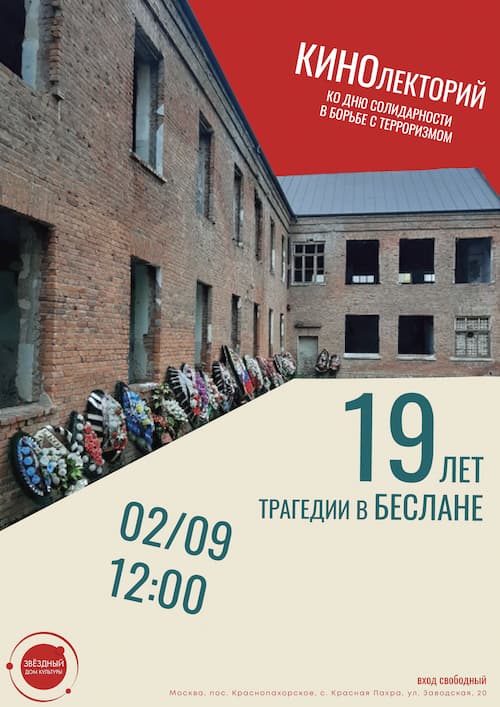 КИНОЛЕКТОРИЙ
КО ДНЮ СОЛИДАРНОСТИ
В БОРЬБЕ С ТЕРРОРИЗМОМ
19 ЛЕТ
ТРАГЕДИИ В БЕСЛАНЕ
02/09
12:00
ЗВЁЗДНЫЙ
ДОМ КУЛЬТУРЫ
вход свободный
Москва, пос. Краснопахорское, с. Красная Пахра, ул. Заводская, 20